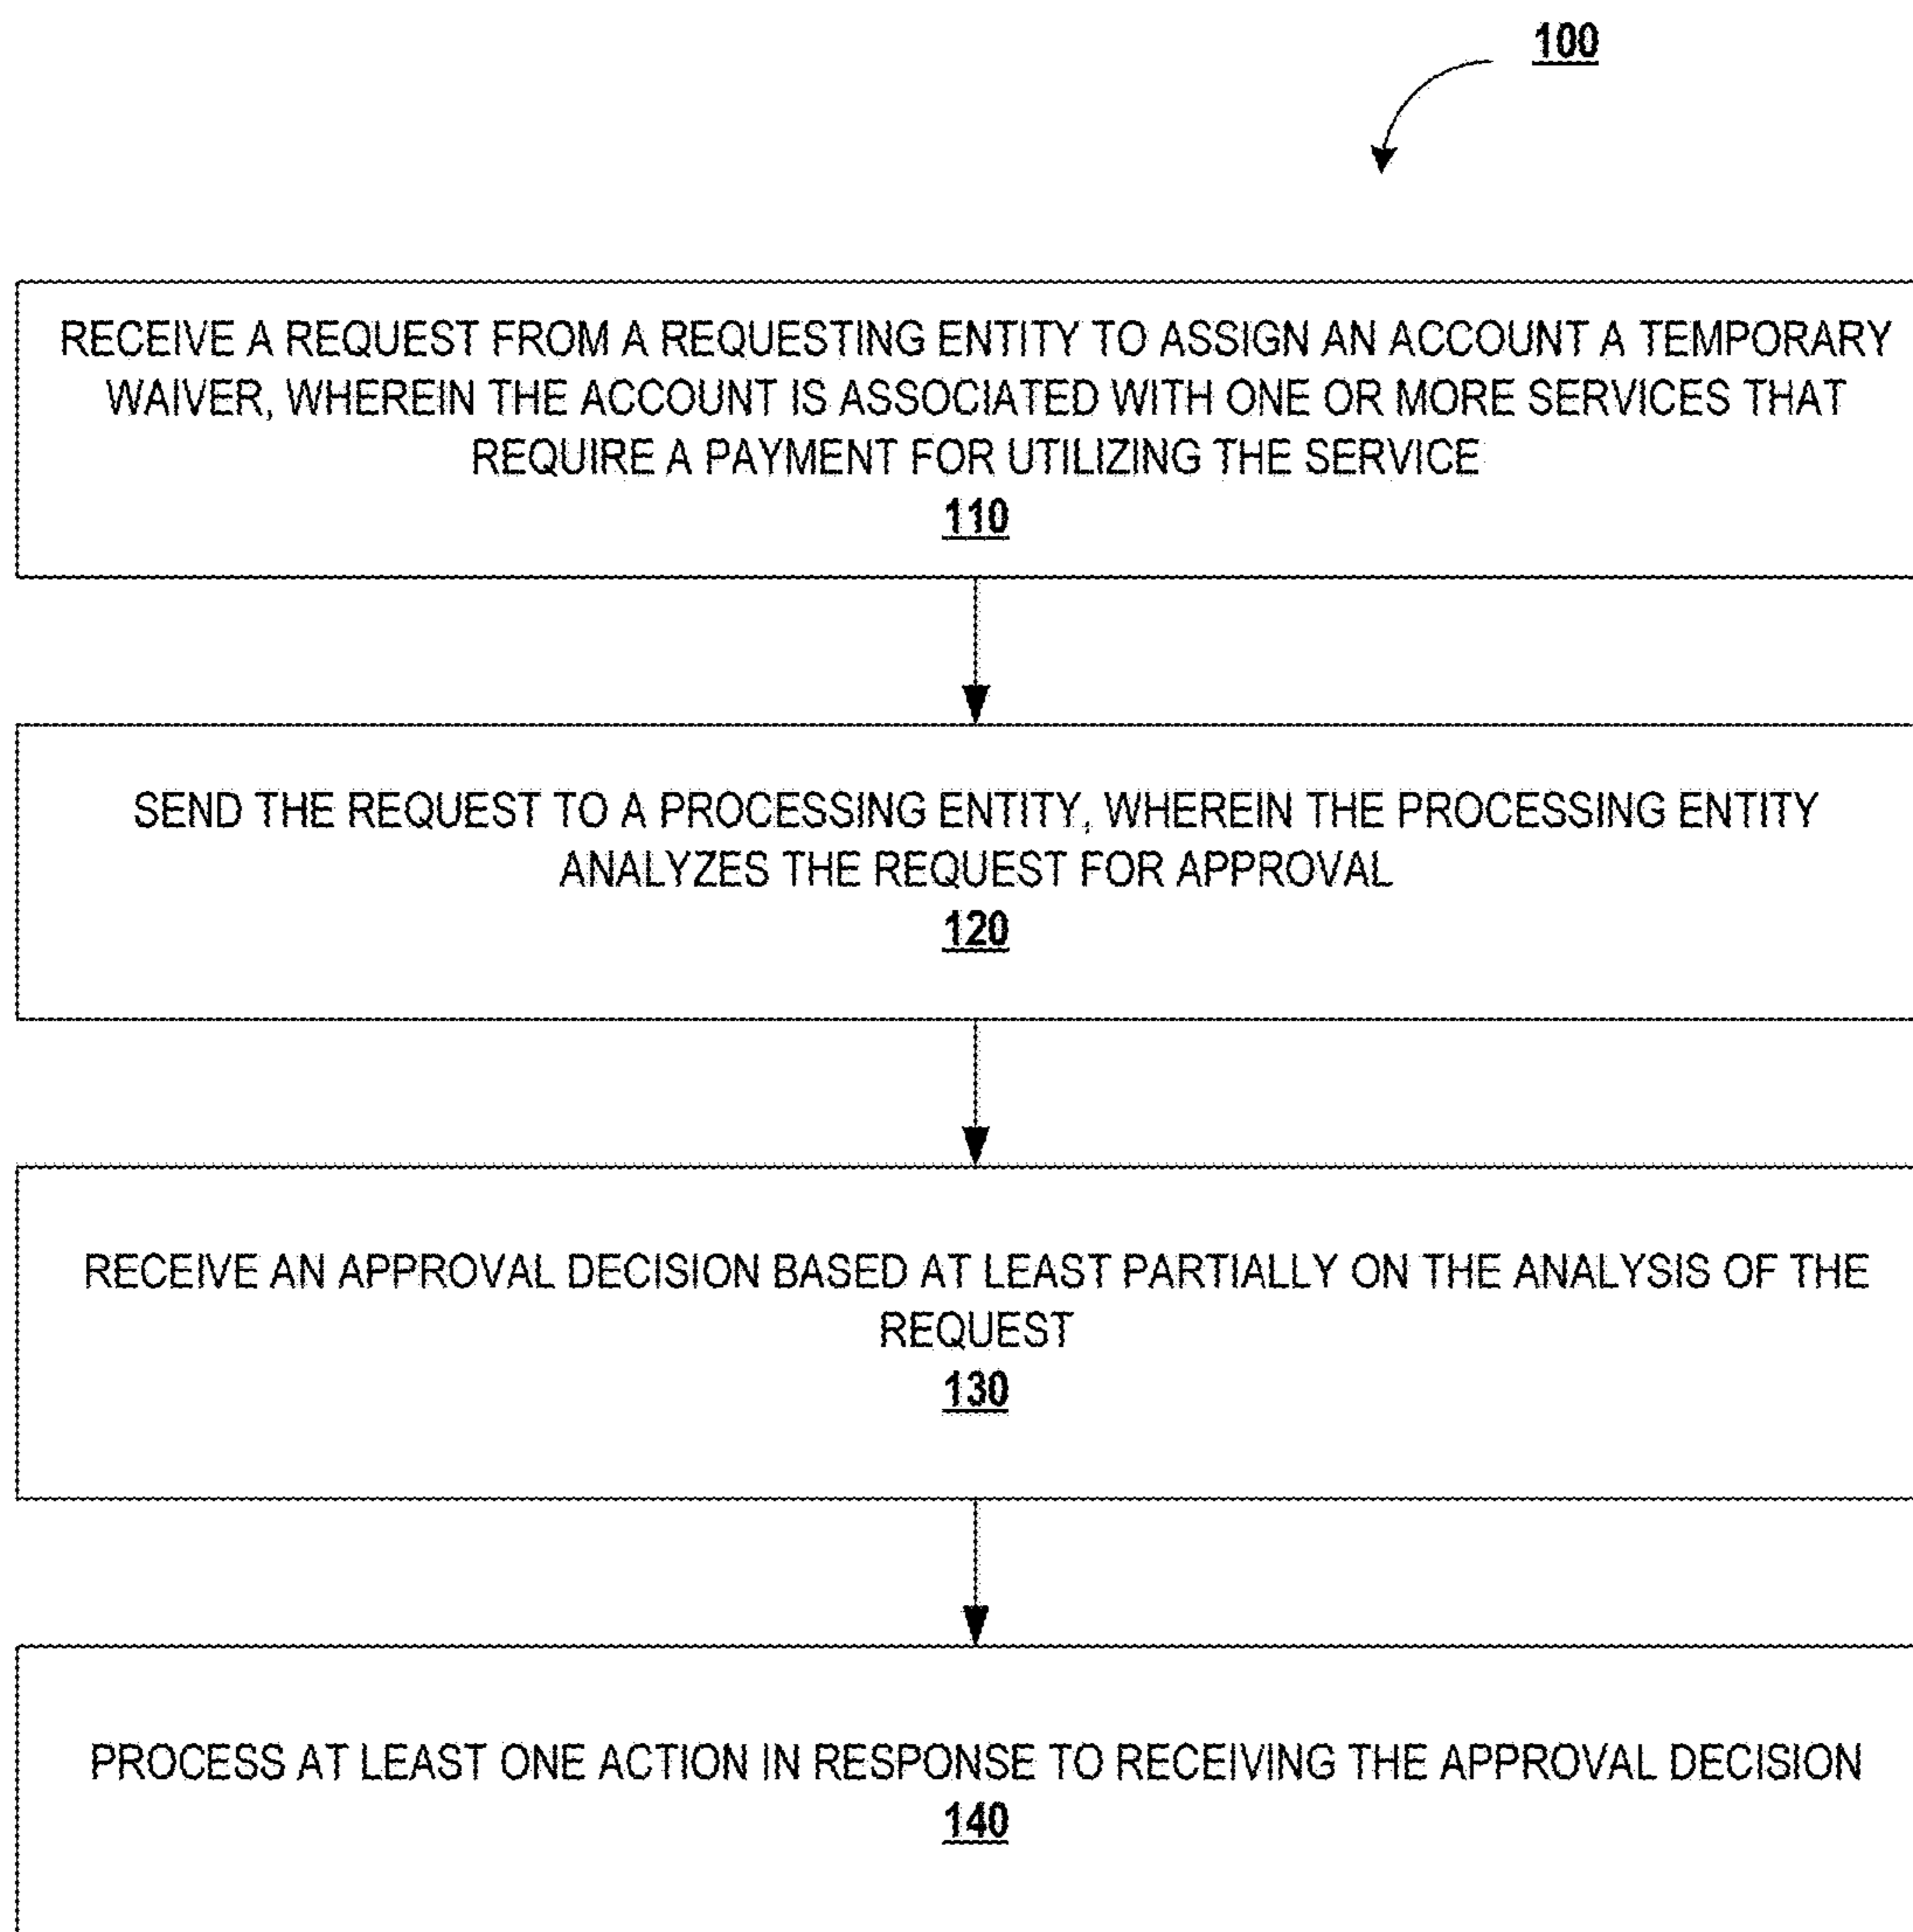 100
RECEIVE A REQUEST FROM A REQUESTING ENTITY TO ASSIGN AN ACCOUNT A TEMPORARY
WAIVER, WHEREIN THE ACCOUNT IS ASSOCIATED WITH ONE OR MORE SERVICES THAT
REQUIRE A PAYMENT FOR UTILIZING THE SERVICE
110
SEND THE REQUEST TO A PROCESSING ENTITY, WHEREIN THE PROCESSING ENTITY
ANALYZES THE REQUEST FOR APPROVAL
120
RECEIVE AN APPROVAL DECISION BASED AT LEAST PARTIALLY ON THE ANALYSIS OF THE
REQUEST
130
PROCESS AT LEAST ONE ACTION IN RESPONSE TO RECEIVING THE APPROVAL DECISION
140